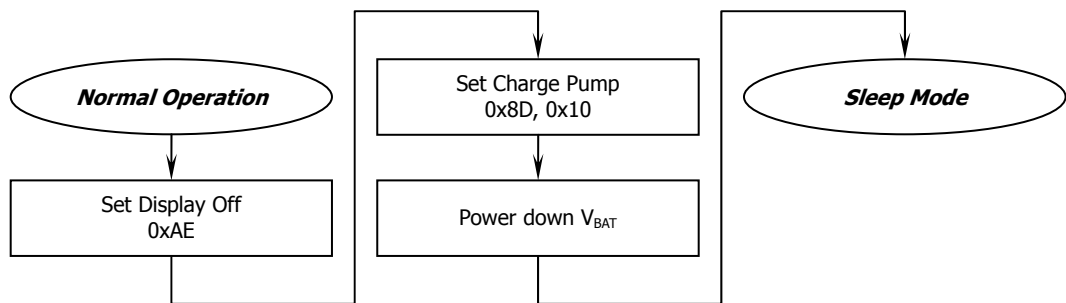 Normal Operation
Set Display Off
0xAE
Set Charge Pump
0x8D, 0x10
Power down VBAT
Sleep Mode